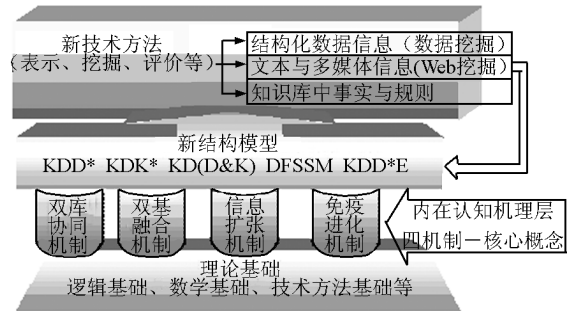 新技术方法
（表示、挖掘、评价等）
结构化数据信息（数据挖掘）
文本与多媒体信息(Web挖掘）
知识库中事实与规则
新结构模型
KDD* KDK* KD(D&K) DFSSM KDD*E
双库协同机制
双基融合机制
信息扩张机制
免疫进化机制
内在认知机理层
四机制－核心概念
理论基础
逻辑基础、数学基础、技术方法基础等